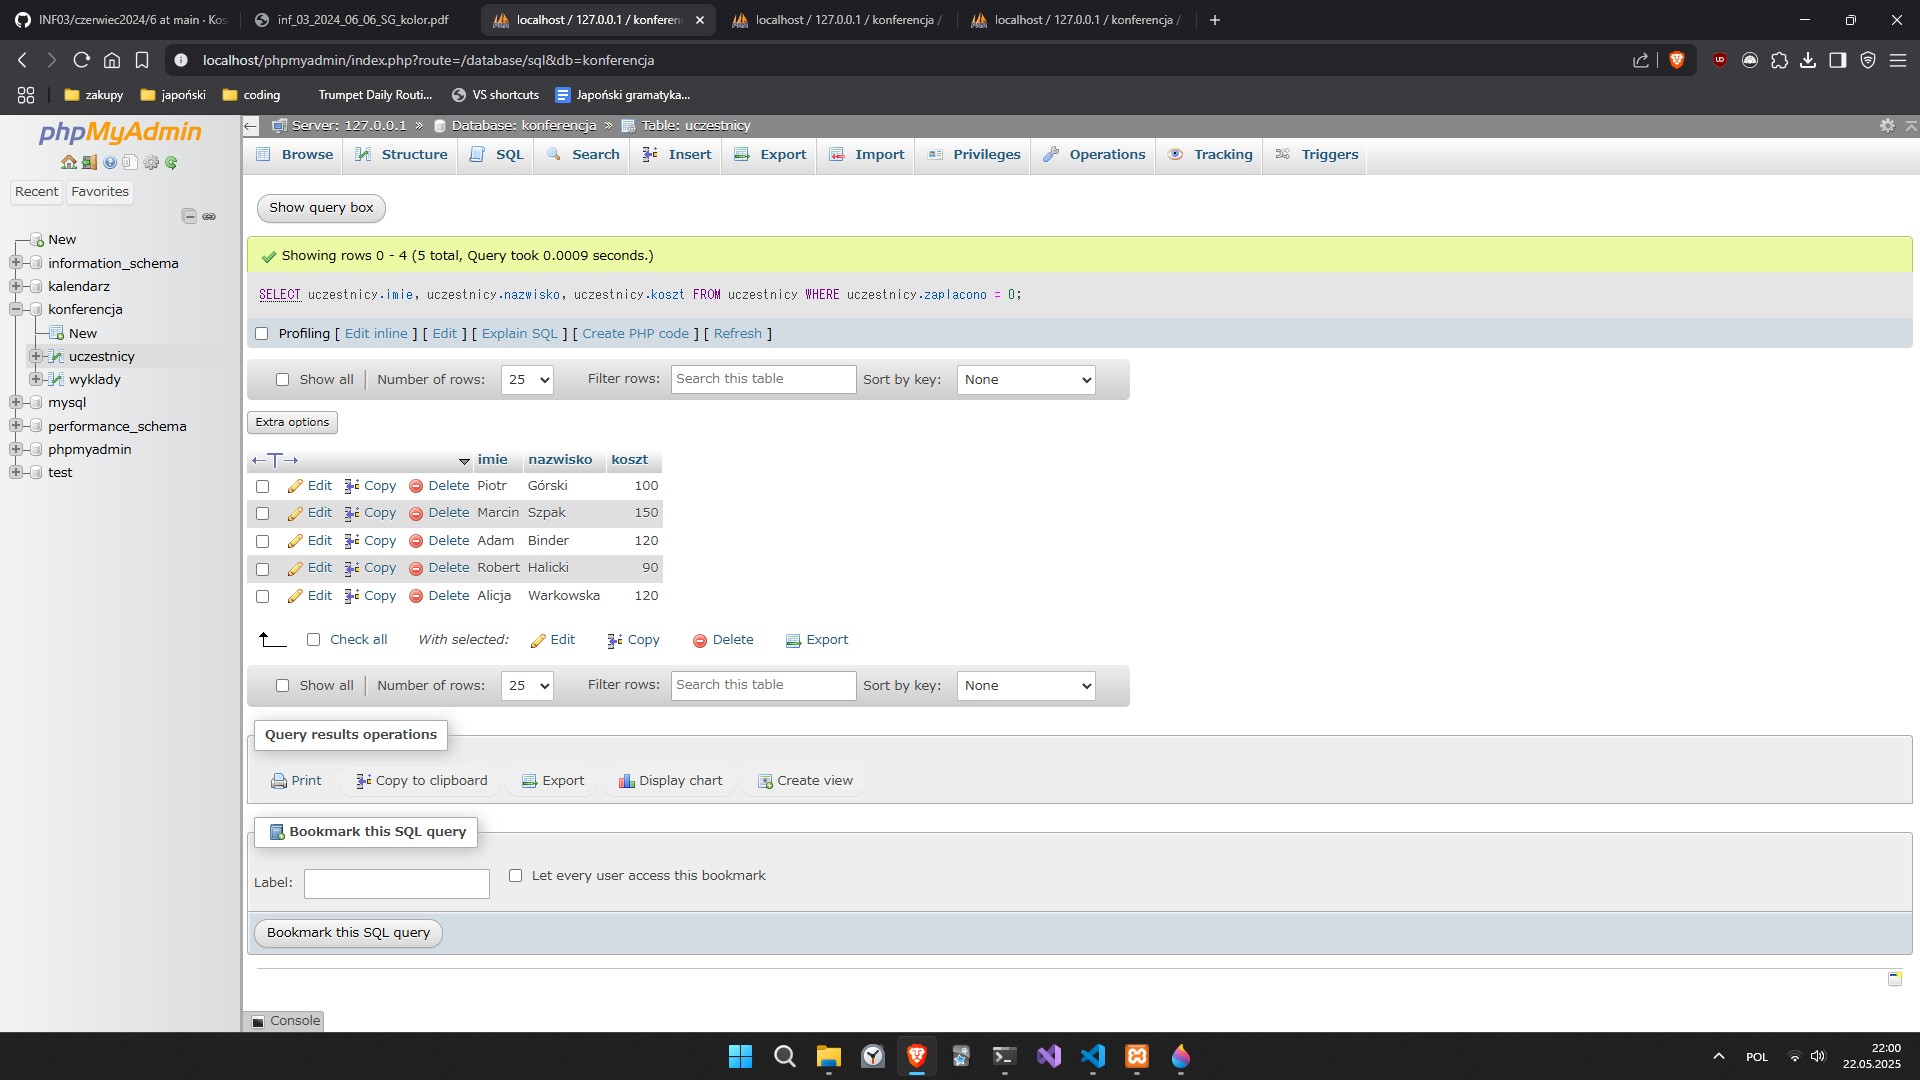 INF03/czerwiec2024/6 at main · Kos
inf_03_2024_06_06_SG_kolor.pdf
localhost / 127.0.0.1 / konferen
localhost / 127.0.0.1 / konferencja /
localhost / 127.0.0.1 / konferencja /
localhost/phpmyadmin/index.php?route=/database/sql&db=konferencja
zakupy
japoński
coding
Trumpet Daily Routi...
VS shortcuts
Japoński gramatyka...
phpMyAdmin
Recent
Favorites
New
information_schema
kalendarz
konferencja
New
uczestnicy
wyklady
mysql
performance_schema
phpmyadmin
test
Server: 127.0.0.1 » Database: konferencja » Table: uczestnicy
Browse Structure SQL Search Insert Export Import Privileges Operations Tracking Triggers
Show query box
Showing rows 0 - 4 (5 total, Query took 0.0009 seconds.)
SELECT uczestnicy.imie, uczestnicy.nazwisko, uczestnicy.koszt FROM uczestnicy WHERE uczestnicy.zaplacono = 0;
Profiling [ Edit inline ] [ Edit ] [ Explain SQL ] [ Create PHP code ] [ Refresh ]
Show all Number of rows: 25 Filter rows: Search this table Sort by key: None
Extra options
imie nazwisko koszt
Edit Copy Delete Piotr Górski 100
Edit Copy Delete Marcin Szpak 150
Edit Copy Delete Adam Binder 120
Edit Copy Delete Robert Halicki 90
Edit Copy Delete Alicja Warkowska 120
Check all With selected: Edit Copy Delete Export
Show all Number of rows: 25 Filter rows: Search this table Sort by key: None
Query results operations
Print Copy to clipboard Export Display chart Create view
Bookmark this SQL query
Label: Let every user access this bookmark
Bookmark this SQL query
Console
POL
22:00
22.05.2025